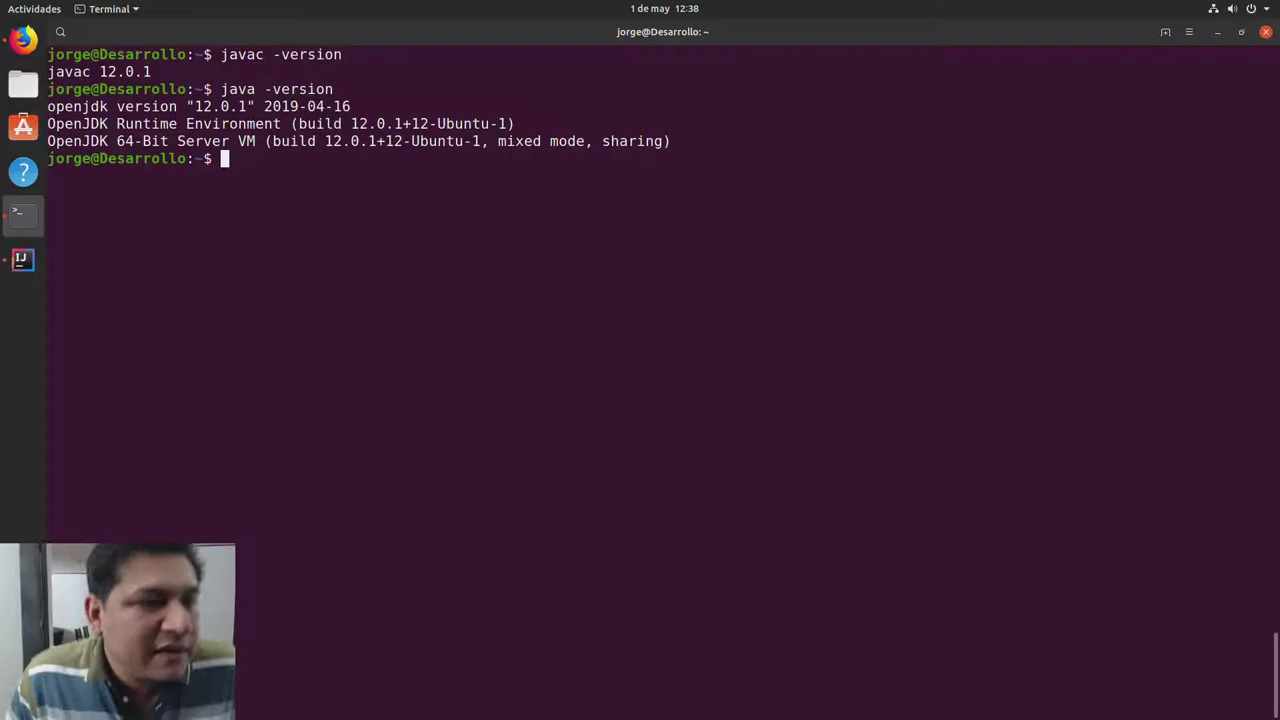 Actividades
Terminal
1 de may 12:38
jorge@Desarrollo: ~
jorge@Desarrollo:~$ javac -version
javac 12.0.1
jorge@Desarrollo:~$ java -version
openjdk version "12.0.1" 2019-04-16
OpenJDK Runtime Environment (build 12.0.1+12-Ubuntu-1)
OpenJDK 64-Bit Server VM (build 12.0.1+12-Ubuntu-1, mixed mode, sharing)
jorge@Desarrollo:~$
?
>_
IJ